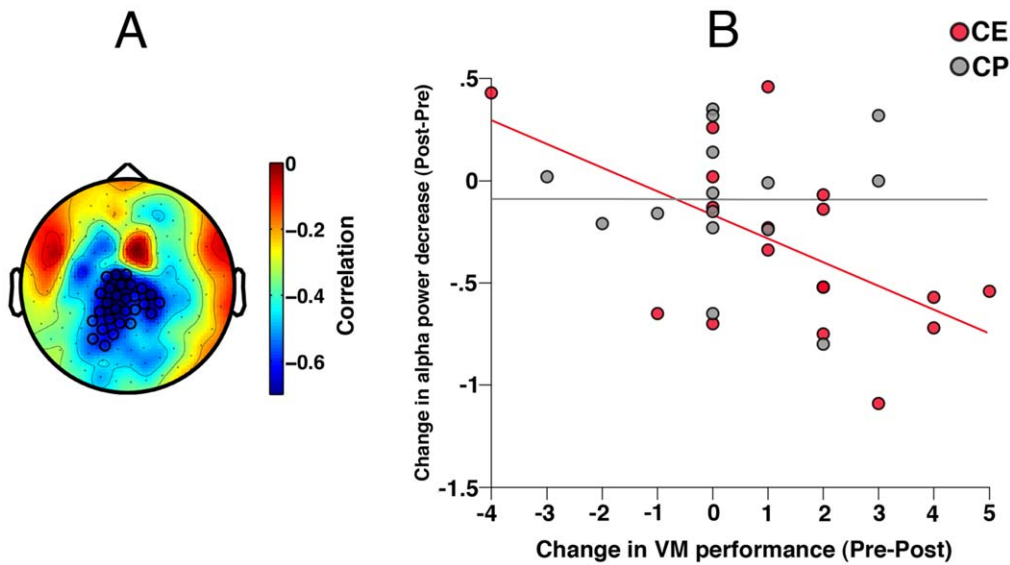 A
B
CE
CP
0
−0.2
−0.4
−0.6
Correlation
.5
0
-.5
-1
-1.5
Change in alpha power decrease (Post-Pre)
-4 -3 -2 -1 0 1 2 3 4 5
Change in VM performance (Pre-Post)